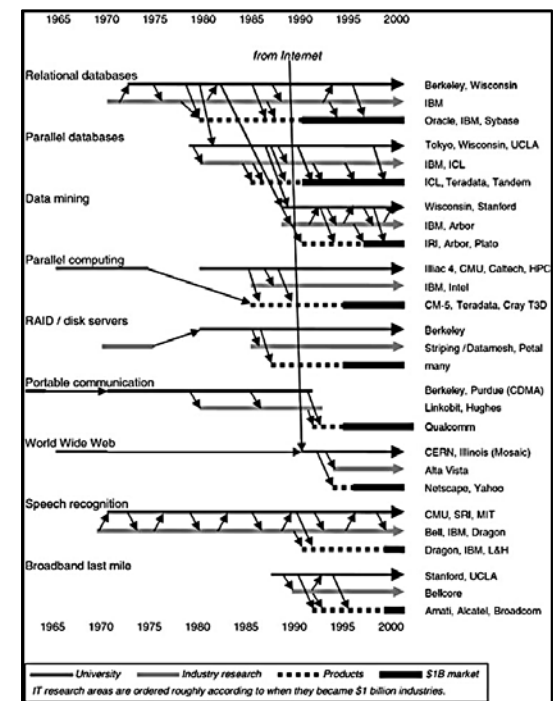 1965 1970 1975 1980 1985 1990 1995 2000
from Internet
Relational databases
Berkeley, Wisconsin
IBM
Oracle, IBM, Sybase
Parallel databases
Tokyo, Wisconsin, UCLA
IBM, ICL
ICL, Teradata, Tandem
Data mining
Wisconsin, Stanford
IBM, Arbor
IRI, Arbor, Plato
Parallel computing
Illiac 4, CMU, Caltech, HPC
IBM, Intel
CM-5, Teradata, Cray T3D
RAID / disk servers
Berkeley
Striping / Datamesh, Petal
many
Portable communication
Berkeley, Purdue (CDMA)
Linkobit, Hughes
Qualcomm
World Wide Web
CERN, Illinois (Mosaic)
Alta Vista
Netscape, Yahoo
Speech recognition
CMU, SRI, MIT
Bell, IBM, Dragon
Dragon, IBM, L&H
Broadband last mile
Stanford, UCLA
Bellcore
Amati, Alcatel, Broadcom
1965 1970 1975 1980 1985 1990 1995 2000
University Industry research Products $1B market
IT research areas are ordered roughly according to when they became $1 billion industries.